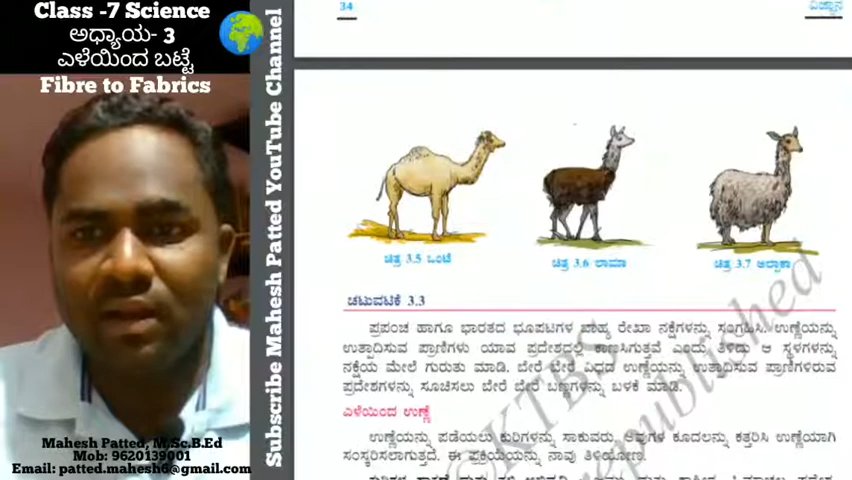 Class -7 Science
ಅಧ್ಯಾಯ- 3
ಎಳೆಯಿಂದ ಬಟ್ಟೆ
Fibre to Fabrics
Mahesh Patted, M.Sc.B.Ed
Mob: 9620139001
Email: patted.mahesh6@gmail.com
Subscribe Mahesh Patted YouTube Channel
34
ವಿಜ್ಞಾನ
ಚಿತ್ರ 3.5 ಒಂಟೆ
ಚಿತ್ರ 3.6 ಲಾಮಾ
ಚಿತ್ರ 3.7 ಅಲ್ಪಾಕಾ
ಚಟುವಟಿಕೆ 3.3
ಪ್ರಪಂಚ ಹಾಗೂ ಭಾರತದ ಭೂಪಟಗಳ ಬಾಹ್ಯ ರೇಖಾ ನಕ್ಷೆಗಳನ್ನು ಸಂಗ್ರಹಿಸಿ. ಉಣ್ಣೆಯನ್ನು
ಉತ್ಪಾದಿಸುವ ಪ್ರಾಣಿಗಳು ಯಾವ ಪ್ರದೇಶದಲ್ಲಿ ಕಾಣಸಿಗುತ್ತವೆ ಎಂದು ತಿಳಿದು ಆ ಸ್ಥಳಗಳನ್ನು
ನಕ್ಷೆಯ ಮೇಲೆ ಗುರುತು ಮಾಡಿ. ಬೇರೆ ಬೇರೆ ವಿಧದ ಉಣ್ಣೆಯನ್ನು ಉತ್ಪಾದಿಸುವ ಪ್ರಾಣಿಗಳಿರುವ
ಪ್ರದೇಶಗಳನ್ನು ಸೂಚಿಸಲು ಬೇರೆ ಬೇರೆ ಬಣ್ಣಗಳನ್ನು ಬಳಕೆ ಮಾಡಿ.
ಎಳೆಯಿಂದ ಉಣ್ಣೆ
ಉಣ್ಣೆಯನ್ನು ಪಡೆಯಲು ಕುರಿಗಳನ್ನು ಸಾಕುವರು. ಅವುಗಳ ಕೂದಲನ್ನು ಕತ್ತರಿಸಿ ಉಣ್ಣೆಯಾಗಿ
ಸಂಸ್ಕರಿಸಲಾಗುತ್ತದೆ. ಈ ಪ್ರಕ್ರಿಯೆಯನ್ನು ನಾವು ತಿಳಿಯೋಣ.
©KTBS
republished